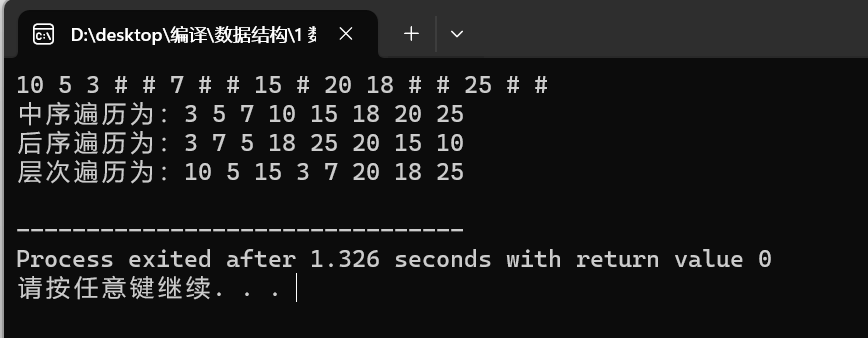 D:\desktop\编译\数据结构\1 数
10 5 3 # # 7 # # 15 # 20 18 # # 25 # #
中序遍历为: 3 5 7 10 15 18 20 25
后序遍历为: 3 7 5 18 25 20 15 10
层次遍历为: 10 5 15 3 7 20 18 25
--------------------------------
Process exited after 1.326 seconds with return value 0
请按任意键继续. . .